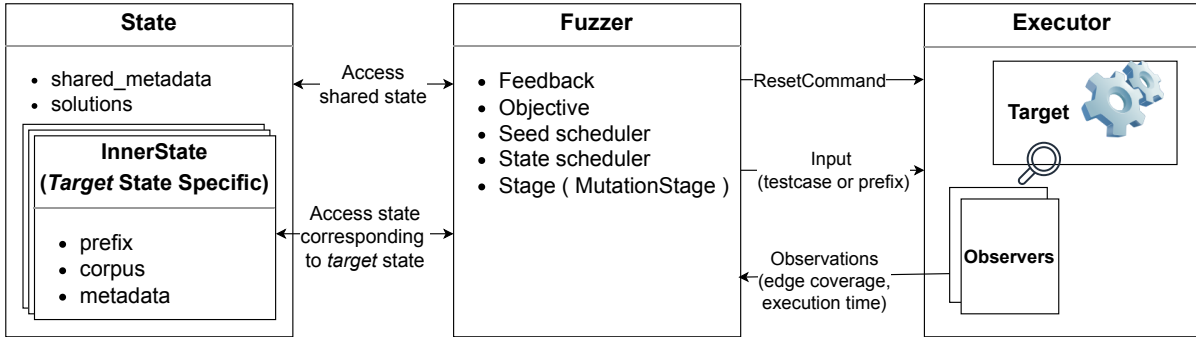 State
• shared_metadata
• solutions
InnerState
(Target State Specific)
• prefix
• corpus
• metadata
Access
shared state
Access state
corresponding
to target state
Fuzzer
• Feedback
• Objective
• Seed scheduler
• State scheduler
• Stage ( MutationStage )
ResetCommand
Input
(testcase or prefix)
Observations
(edge coverage,
execution time)
Executor
Target
Observers